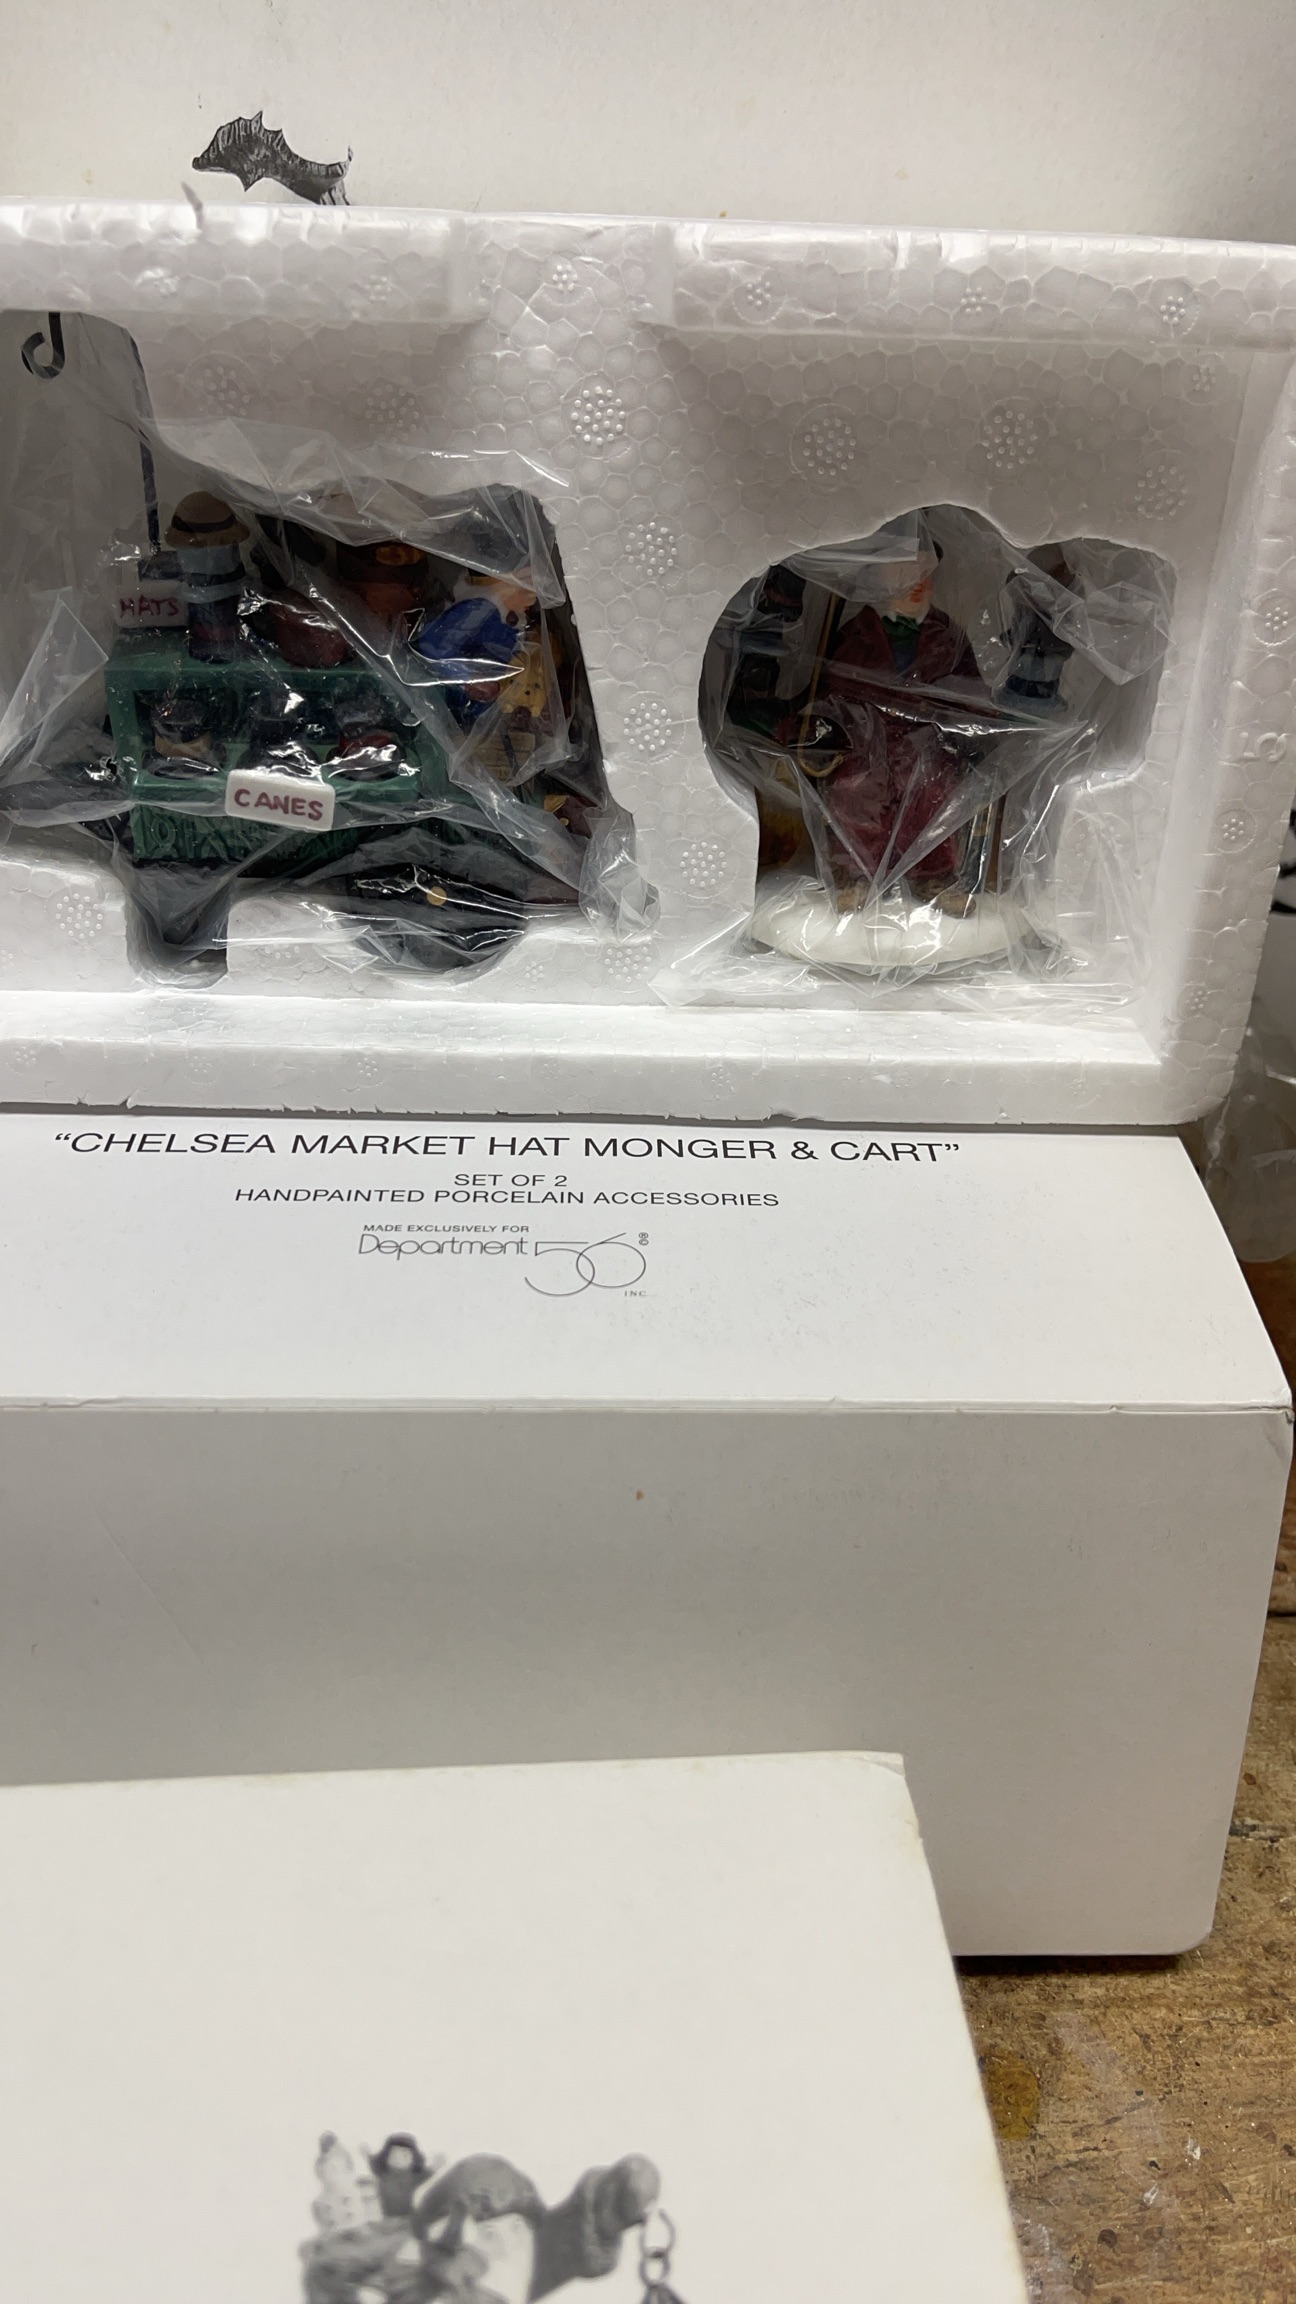 HATS
CANES
5
"CHELSEA MARKET HAT MONGER & CART"
SET OF 2
HANDPAINTED PORCELAIN ACCESSORIES
MADE EXCLUSIVELY FOR
Department 56®
INC